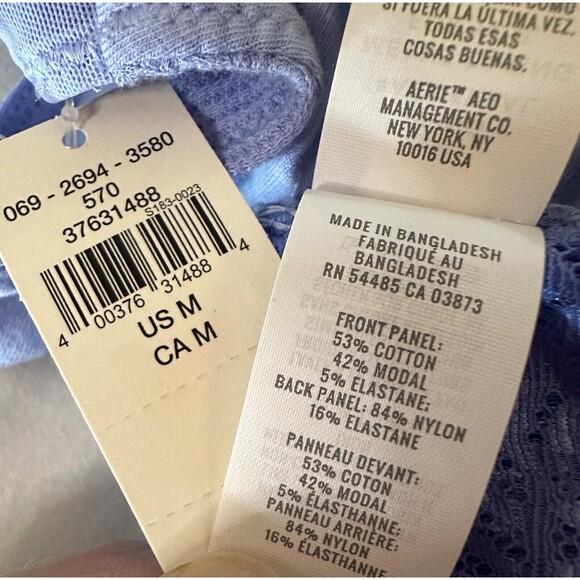 069 - 2694 - 3580
570
37631488
S183-0023
4 00376 31488 4
US M
CA M
SI FUERA LA ÚLTIMA VEZ.
TODAS ESAS
COSAS BUENAS.
AERIE™ AEO
MANAGEMENT CO.
NEW YORK, NY
10016 USA
MADE IN BANGLADESH
FABRIQUÉ AU
BANGLADESH
RN 54485 CA 03873
FRONT PANEL:
53% COTTON
42% MODAL
5% ELASTANE;
BACK PANEL: 84% NYLON
16% ELASTANE
PANNEAU DEVANT:
53% COTON
42% MODAL
5% ÉLASTHANNE;
PANNEAU ARRIÈRE:
84% NYLON
16% ÉLASTHANNE